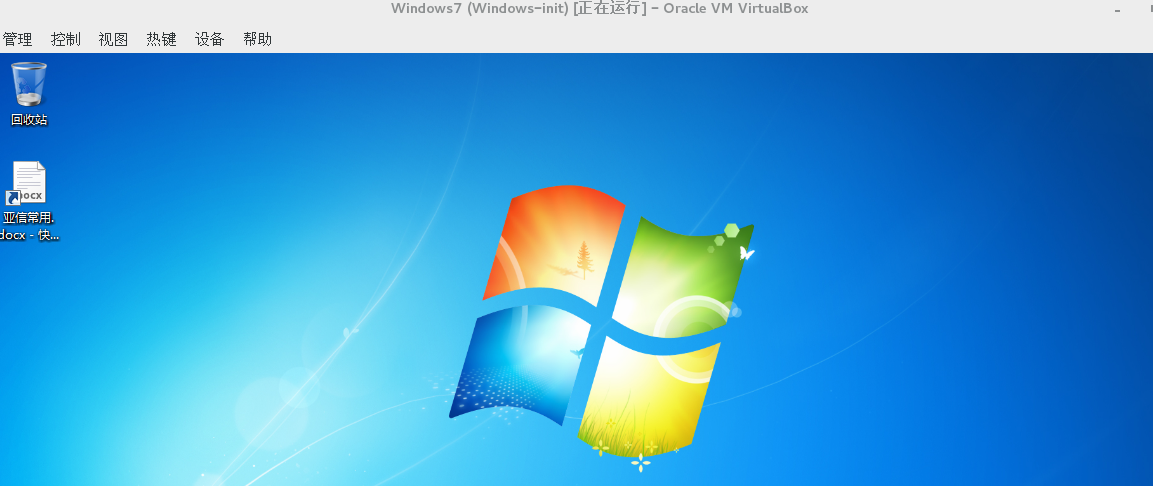 Windows7 (Windows-init) [正在运行] - Oracle VM VirtualBox
管理 控制 视图 热键 设备 帮助
回收站
DOCX
亚信常用.
docx - 快...